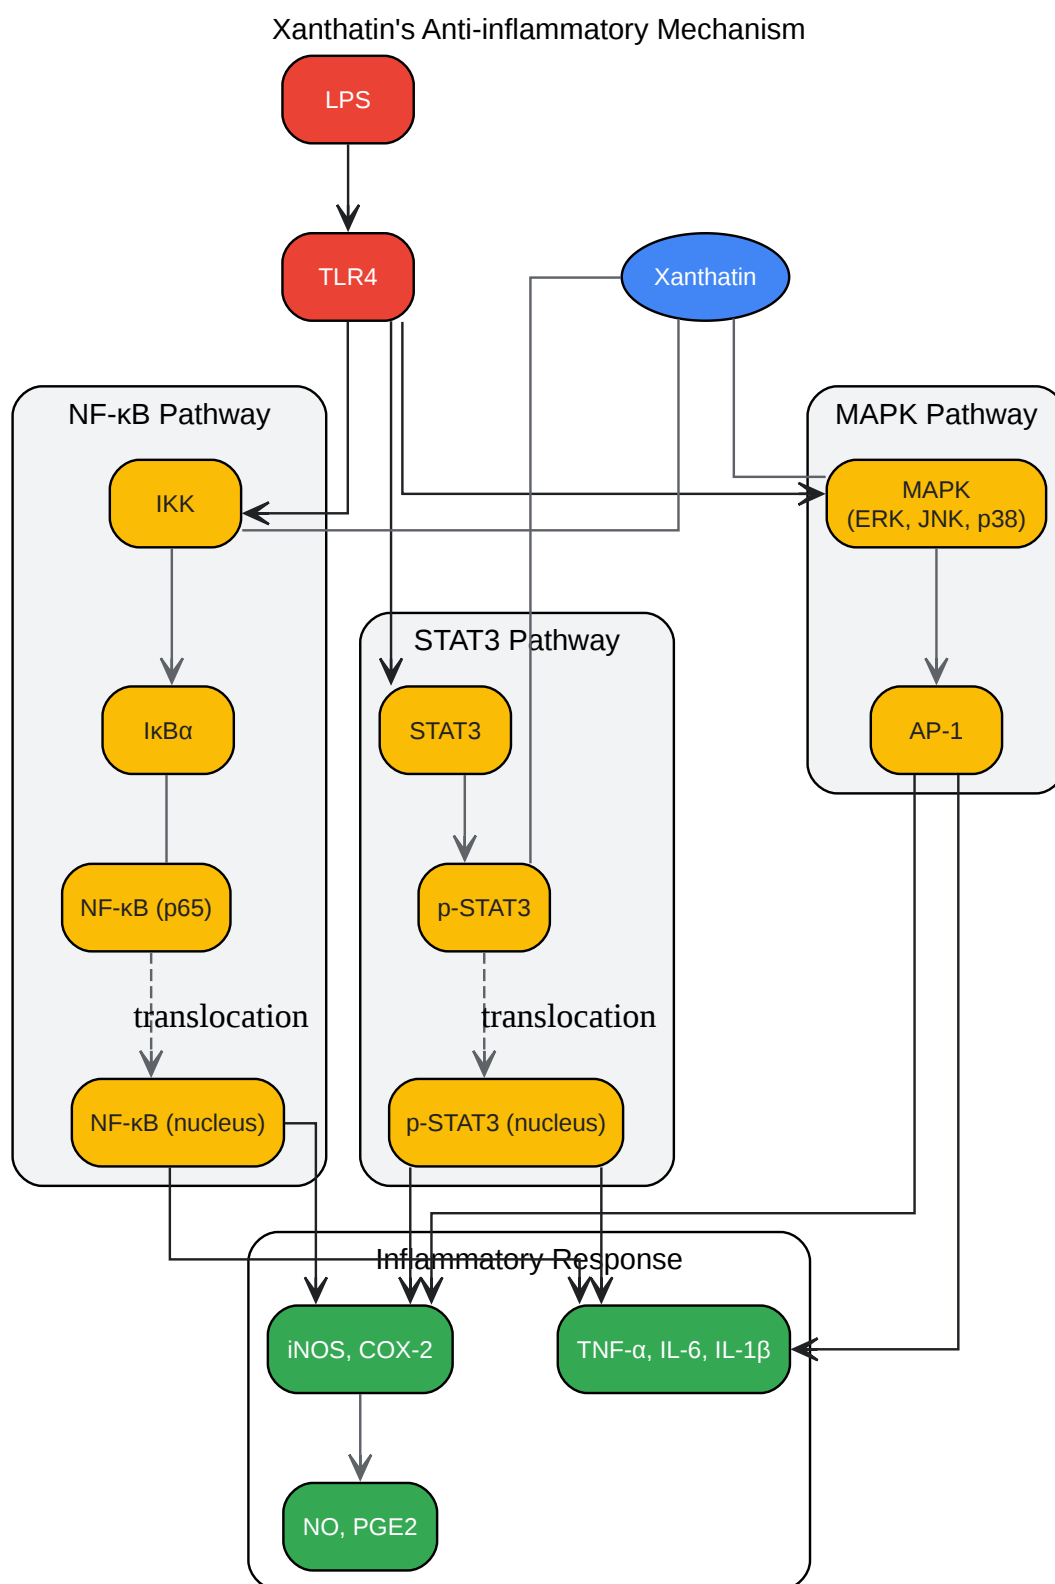 Xanthatin's Anti-inflammatory Mechanism
LPS
TLR4
Xanthatin
NF-κB Pathway
MAPK Pathway
IKK
MAPK
(ERK, JNK, p38)
STAT3 Pathway
IκBα
STAT3
AP-1
NF-κB (p65)
p-STAT3
translocation
translocation
NF-κB (nucleus)
p-STAT3 (nucleus)
Inflammatory Response
iNOS, COX-2
TNF-α, IL-6, IL-1β
NO, PGE2